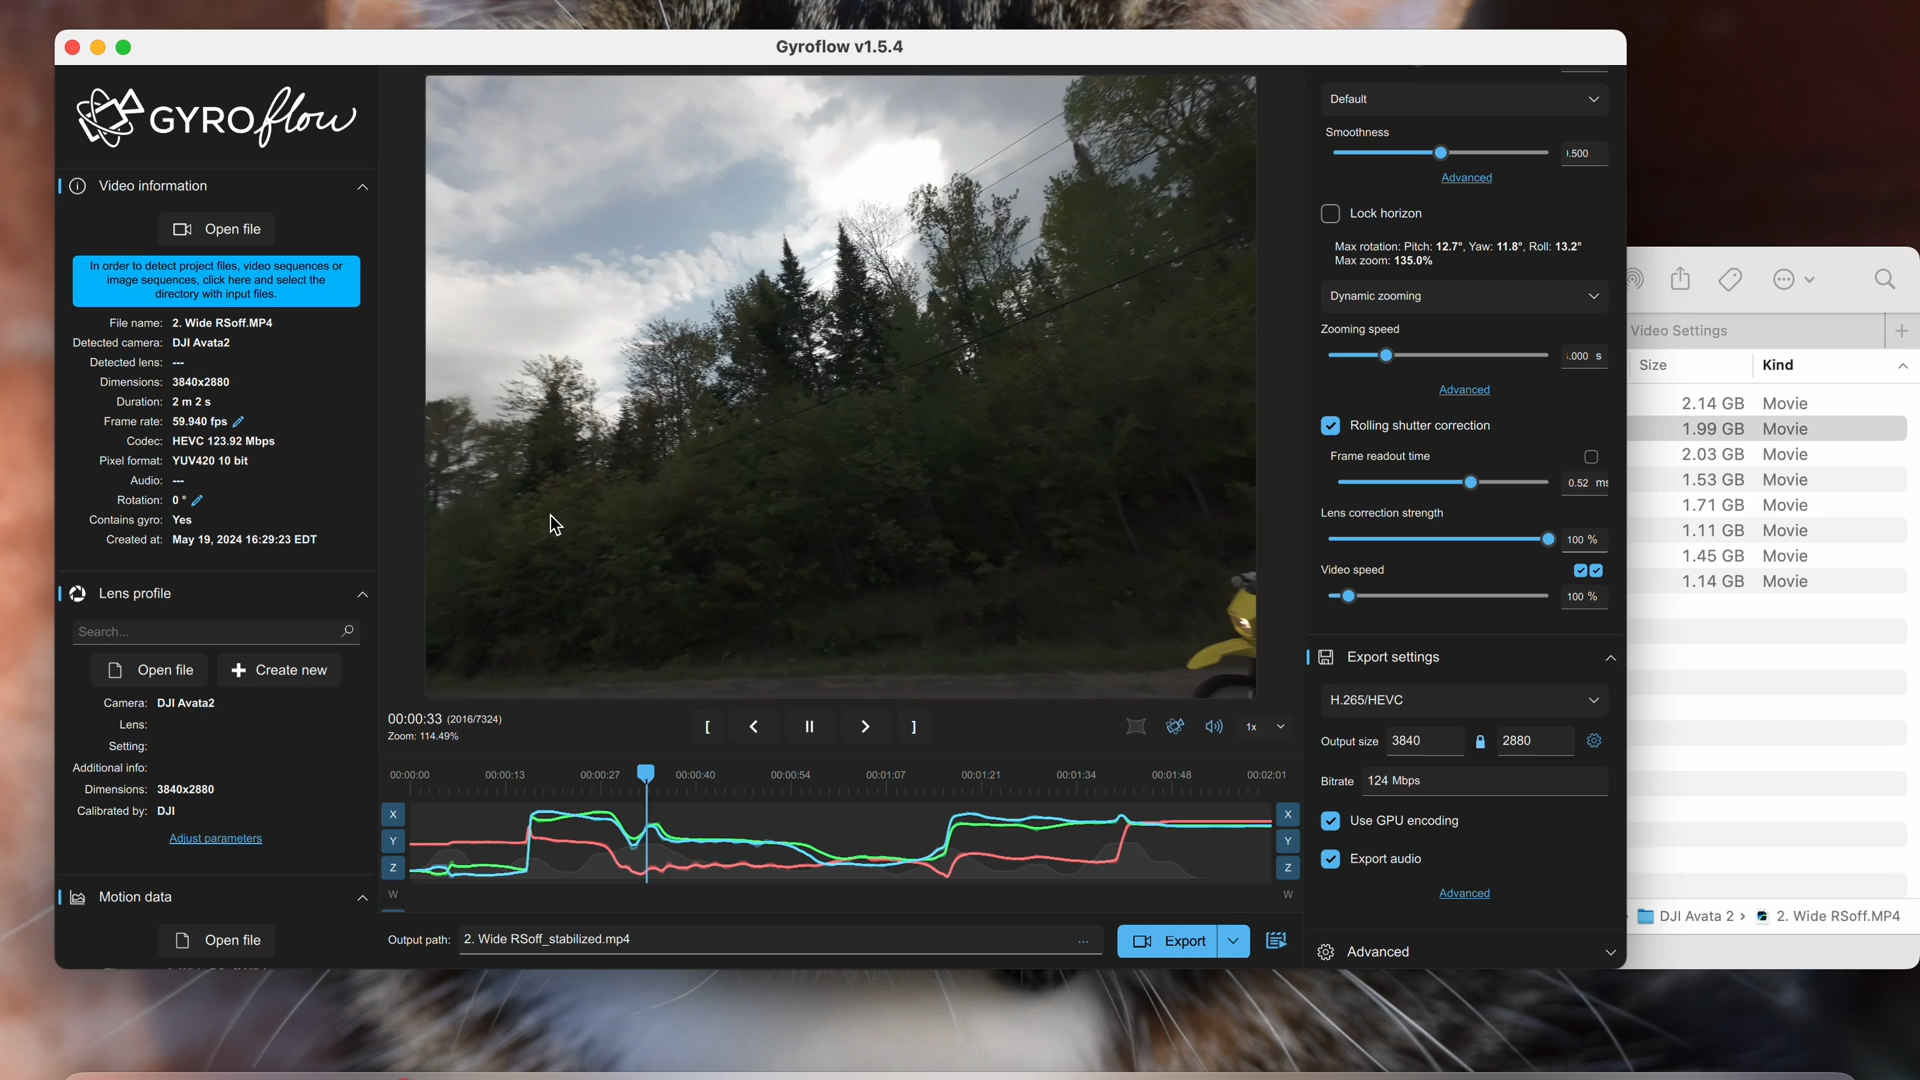 Gyroflow v1.5.4
GYROflow
Video information
Open file
In order to detect project files, video sequences or
image sequences, click here and select the
directory with input files.
File name: 2. Wide RSoff.MP4
Detected camera: DJI Avata2
Detected lens: ---
Dimensions: 3840x2880
Duration: 2 m 2 s
Frame rate: 59.940 fps
Codec: HEVC 123.92 Mbps
Pixel format: YUV420 10 bit
Audio: ---
Rotation: 0 °
Contains gyro: Yes
Created at: May 19, 2024 16:29:23 EDT
Lens profile
Search...
Open file
Create new
Camera: DJI Avata2
Lens:
Setting:
Additional info:
Dimensions: 3840x2880
Calibrated by: DJI
Adjust parameters
Motion data
Open file
00:00:33 (2016/7324)
Zoom: 114.49%
[
]
1x
00:00:00 00:00:13 00:00:27 00:00:40 00:00:54 00:01:07 00:01:21 00:01:34 00:01:48 00:02:01
X X
Y Y
Z Z
W W
Output path: 2. Wide RSoff_stabilized.mp4 ...
Export
Default
Smoothness
.500
Advanced
Lock horizon
Max rotation: Pitch: 12.7°, Yaw: 11.8°, Roll: 13.2°
Max zoom: 135.0%
Dynamic zooming
Zooming speed
.000 s
Advanced
Rolling shutter correction
Frame readout time
0.52 ms
Lens correction strength
100 %
Video speed
100 %
Export settings
H.265/HEVC
Output size 3840 2880
Bitrate 124 Mbps
Use GPU encoding
Export audio
Advanced
Advanced
Video Settings
Size Kind
2.14 GB Movie
1.99 GB Movie
2.03 GB Movie
1.53 GB Movie
1.71 GB Movie
1.11 GB Movie
1.45 GB Movie
1.14 GB Movie
DJI Avata 2 › 2. Wide RSoff.MP4